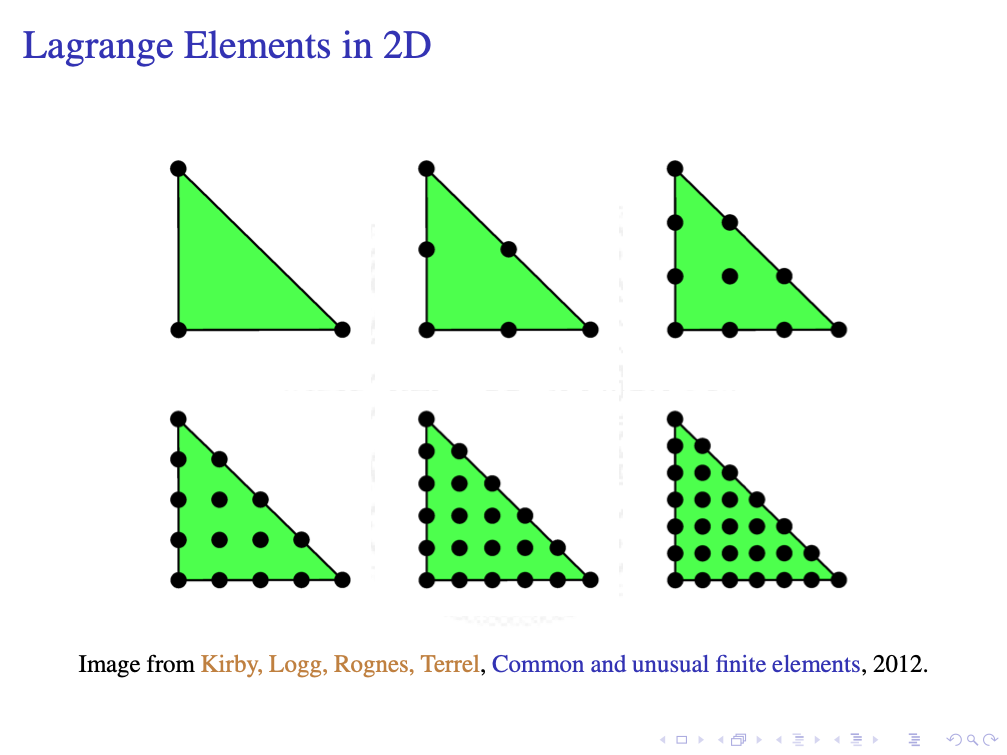 Lagrange Elements in 2D
Image from Kirby, Logg, Rognes, Terrel, Common and unusual finite elements, 2012.